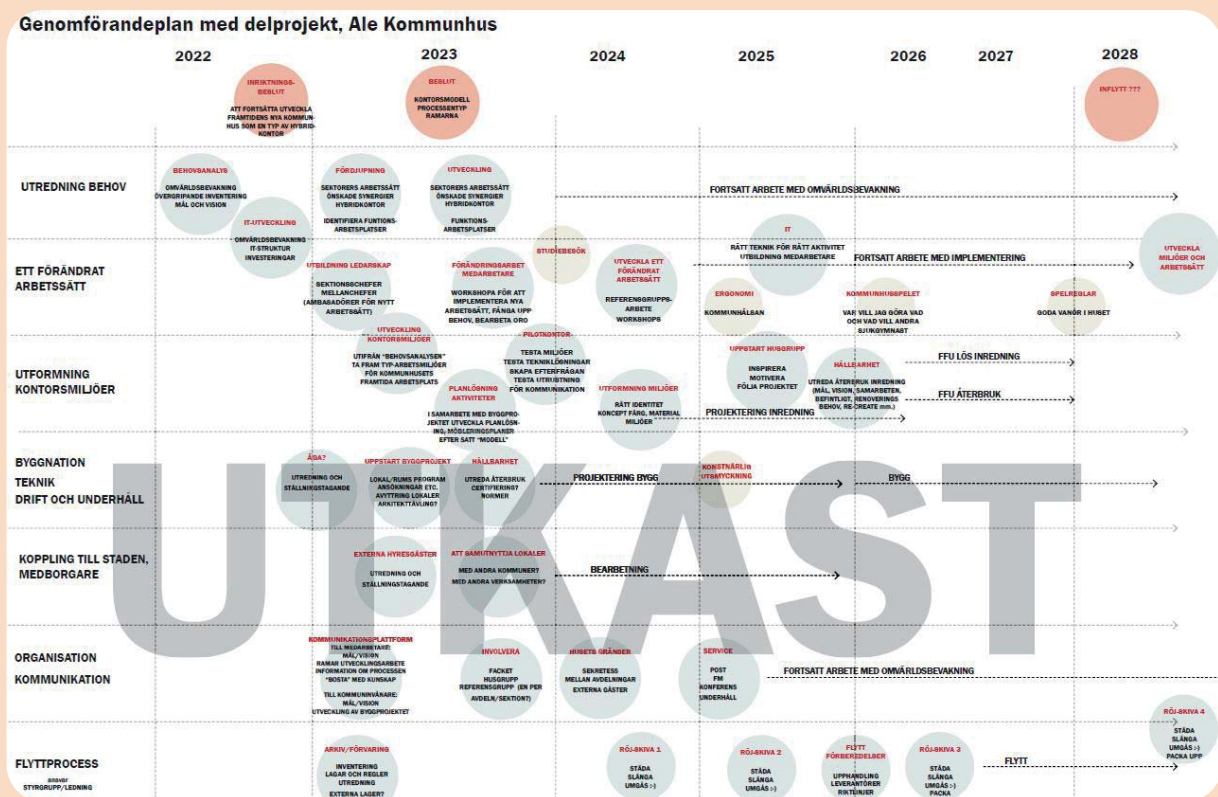 Genomförandeplan med delprojekt, Ale Kommunhus
2022
2023
2024
2025
2026
2027
2028
INRIKTNINGS-
BESLUT
ATT FORTSÄTTA UTVECKLA
FRAMTIDENS NYA KOMMUN-
HUS SOM EN TYP AV HYBRID-
KONTOR
BESLUT
KONTORSMODELL
PROCESSENTYP
RAMARNA
INFLYTT ???
UTREDNING BEHOV
BEHOVSANALYS
OMVÄRLDSBEVAKNING
ÖVERGRIPANDE INVENTERING
MÅL OCH VISION
IT-UTVECKLING
OMVÄRLDSBEVAKNING
IT-STRUKTUR
INVESTERINGAR
FÖRDJUPNING
SEKTORERS ARBETSSÄTT
ÖNSKADE SYNERGIER
HYBRIDKONTOR
IDENTIFIERA FUNTIONS-
ARBETSPLATSER
UTVECKLING
SEKTORERS ARBETSSÄTT
ÖNSKADE SYNERGIER
HYBRIDKONTOR
FUNKTIONS-
ARBETSPLATSER
FORTSATT ARBETE MED OMVÄRLDSBEVAKNING
ETT FÖRÄNDRAT
ARBETSSÄTT
UTBILDNING LEDARSKAP
SEKTIONSCHEFER
MELLANCHEFER
(AMBASADÖRER FÖR NYTT
ARBETSSÄTT)
FÖRÄNDRINGSARBET
MEDARBETARE
WORKSHOPA FÖR ATT
IMPLEMENTERA NYA
ARBETSSÄTT, FÅNGA UPP
BEHOV, BEARBETA ORO
STUDIEBESÖK
UTVECKLA ETT
FÖRÄNDRAT
ARBETSSÄTT
REFERENSGRUPPS-
ARBETE
WORKSHOPS
IT
RÄTT TEKNIK FÖR RÄTT AKTIVITET
UTBILDNING MEDARBETARE
FORTSATT ARBETE MED IMPLEMENTERING
ERGONOMI
KOMMUNHÄLSAN
KOMMUNHUSSPELET
VAR VILL JAG GÖRA VAD
OCH VAD VILL ANDRA
SJUKGYMNAST
SPELREGLAR
GODA VANOR I HUSET
UTVECKLA
MILJÖER OCH
ARBETSSÄTT
UTFORMNING
KONTORSMILJÖER
UTVECKLING
KONTORSMILJÖER
UTIFRÅN "BEHOVSANALYSEN"
TA FRAM TYP-ARBETSMILJÖER
FÖR KOMMUNHUSETS
FRAMTIDA ARBETSPLATS
PLANLÖSNING
AKTIVITETER
I SAMARBETE MED BYGGPRO-
JEKTET UTVECKLA PLANLÖSN-
ING, MÖBLERINGSPLANER
EFTER SATT "MODELL"
PILOTKONTOR
TESTA MILJÖER
TESTA TEKNIKLÖSNINGAR
SKAPA EFTERFRÅGAN
TESTA UTRUSTNING
FÖR KOMMUNIKATION
UTFORMNING MILJÖER
RÄTT IDENTITET
KONCEPT FÄRG, MATERIAL
MILJÖER
PROJEKTERING INREDNING
UPPSTART HUSGRUPP
INSPIRERA
MOTIVERA
FÖLJA PROJEKTET
HÅLLBARHET
UTREDA ÅTERBRUK INREDNING
(MÅL, VISION, SAMARBETEN,
BEFINTLIGT, RENOVERINGS
BEHOV, RE-CREATE mm.)
FFU LÖS INREDNING
FFU ÅTERBRUK
BYGGNATION
TEKNIK
DRIFT OCH UNDERHÅLL
ÄGA?
UTREDNING OCH
STÄLLNINGSTAGANDE
UPPSTART BYGGPROJEKT
LOKAL/RUMS PROGRAM
ANSÖKNINGAR ETC.
AVYTTRING LOKALER
ARKITEKTTÄVLING?
HÅLLBARHET
UTREDA ÅTERBRUK
CERTIFIERING?
NORMER
PROJEKTERING BYGG
KONSTNÄRLIG
UTSMYCKNING
BYGG
UTKAST
KOPPLING TILL STADEN,
MEDBORGARE
EXTERNA HYRESGÄSTER
UTREDNING OCH
STÄLLNINGSTAGANDE
ATT SAMUTNYTTJA LOKALER
MED ANDRA KOMMUNER?
MED ANDRA VERKSAMHETER?
BEARBETNING
ORGANISATION
KOMMUNIKATION
KOMMUNIKATIONSPLATTFORM
TILL MEDARBETARE:
MÅL/VISION
RAMAR UTVECKLINGSARBETE
INFORMATION OM PROCESSEN
"BOSTA" MED KUNSKAP
TILL KOMMUNINVÅNARE:
MÅL/VISION
UTVECKLING AV BYGGPROJEKTET
INVOLVERA
FACKET
HUSGRUPP
REFERENSGRUPP (EN PER
AVDELN/SEKTION?)
HUSETS GRÄNSER
SEKRETESS
MELLAN AVDELNINGAR
EXTERNA GÄSTER
SERVICE
POST
FM
KONFERENS
UNDERHÅLL
FORTSATT ARBETE MED OMVÄRLDSBEVAKNING
FLYTTPROCESS
ansvar
STYRGRUPP/LEDNING
ARKIV/FÖRVARING
INVENTERING
LAGAR OCH REGLER
UTREDNING
EXTERNA LAGER?
RÖJ-SKIVA 1
STÄDA
SLÄNGA
UMGÅS :-)
RÖJ-SKIVA 2
STÄDA
SLÄNGA
UMGÅS :-)
FLYTT
FÖRBEREDELSER
UPPHANDLING
LEVERANTÖRER
RIKTLINJER
RÖJ-SKIVA 3
STÄDA
SLÄNGA
UMGÅS :-)
PACKA
FLYTT
RÖJ-SKIVA 4
STÄDA
SLÄNGA
UMGÅS :-)
PACKA UPP